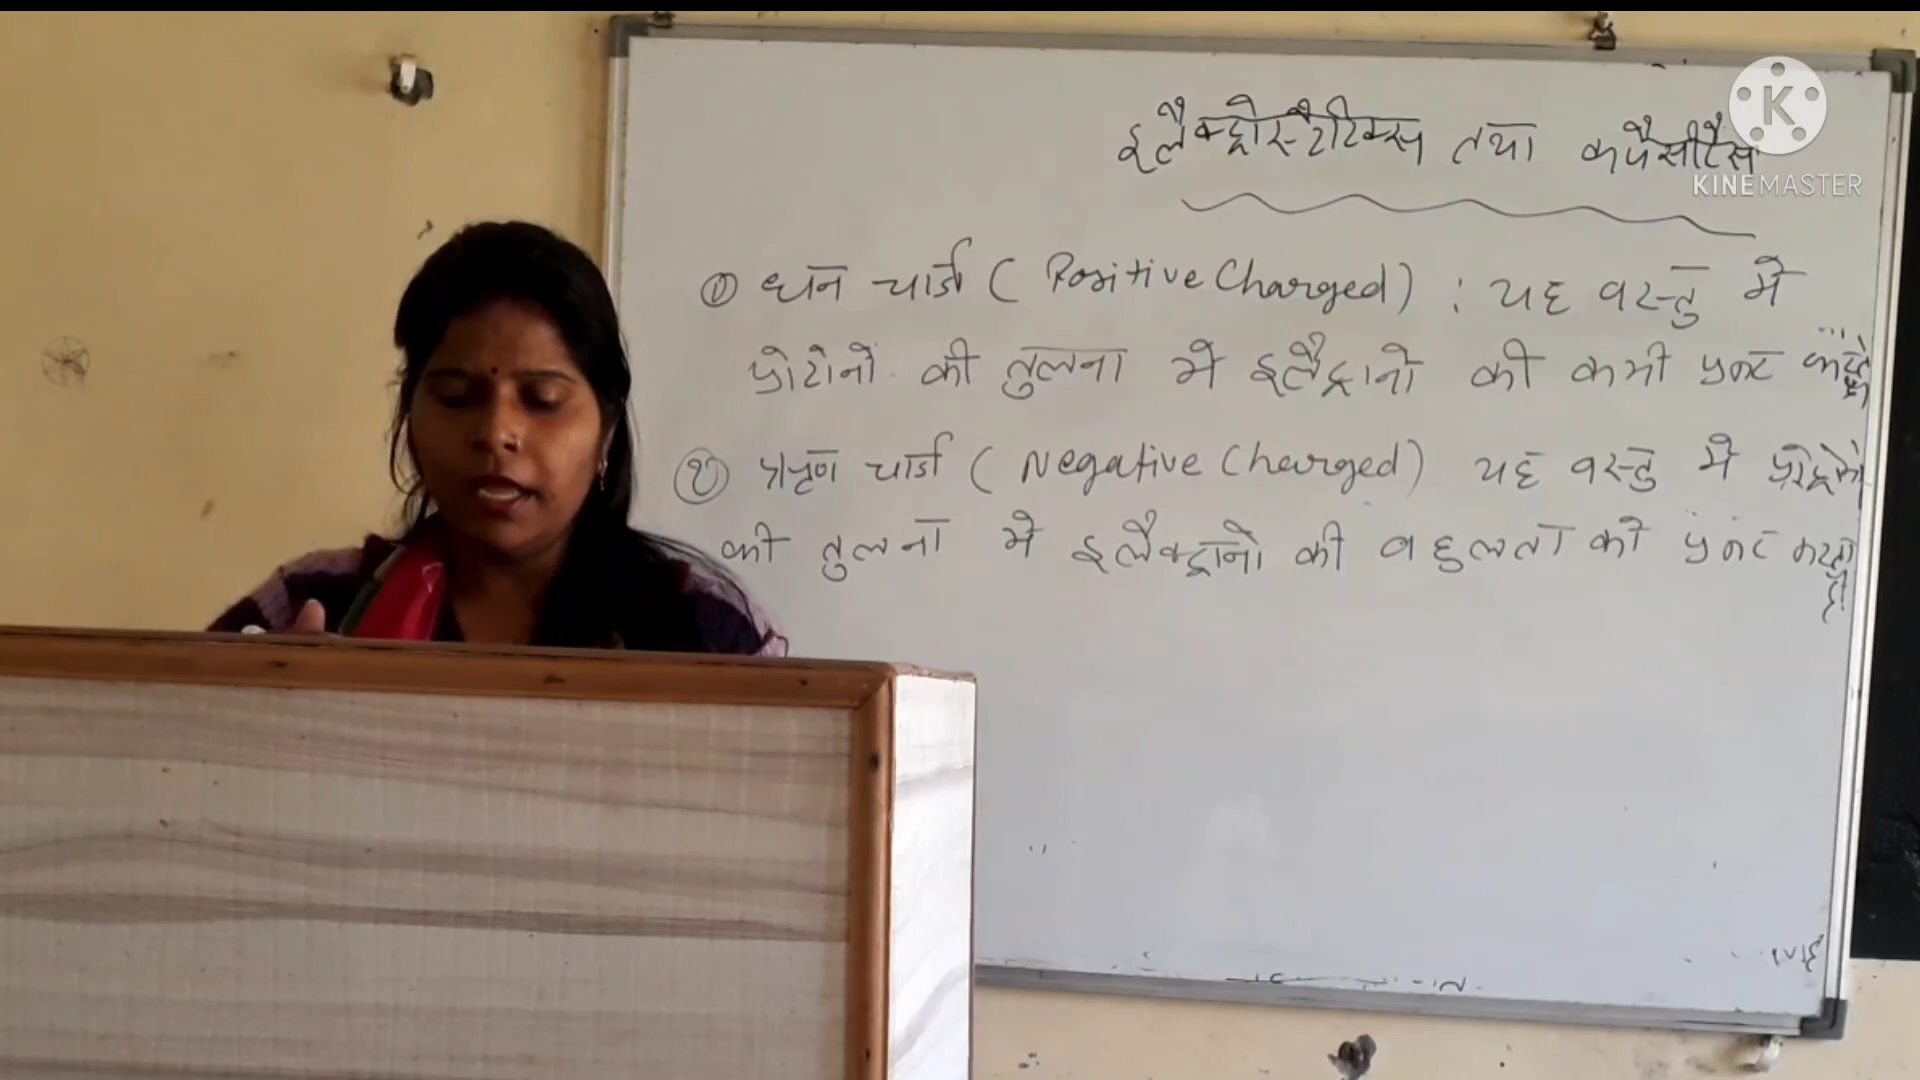 इलैक्ट्रोस्टैटिक्स तथा कपैसीटैंस
KINEMASTER
① धन चार्ज ( Positive Charged ) : यह वस्तु में
प्रोटोनों की तुलना में इलैक्ट्रानों की कमी प्रकट
② ऋण चार्ज ( Negative Charged ) यह वस्तु में
की तुलना में इलैक्ट्रानों की बहुलता को प्रकट करता
है